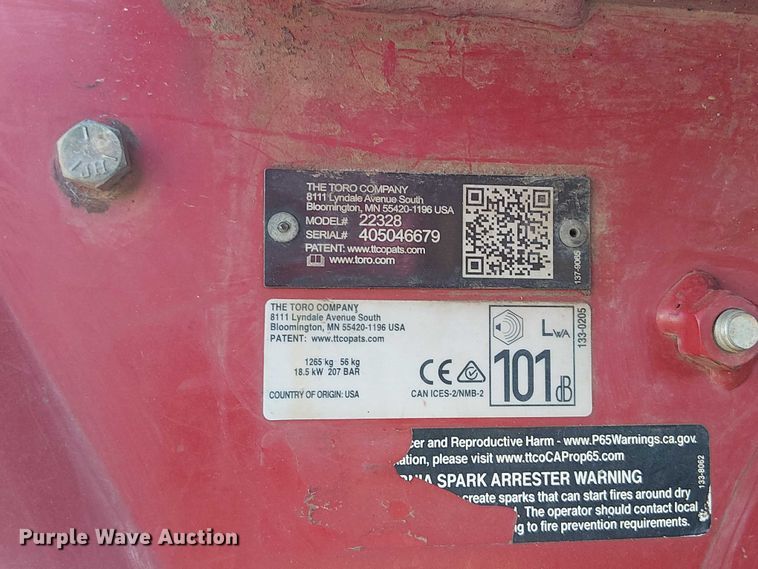 THE TORO COMPANY
8111 Lyndale Avenue South
Bloomington, MN 55420-1196 USA
MODEL# 22328
SERIAL# 405046679
PATENT: www.ttcopats.com
www.toro.com
137-9085
THE TORO COMPANY
8111 Lyndale Avenue South
Bloomington, MN 55420-1196 USA
PATENT: www.ttcopats.com
1265 kg 56 kg
18.5 kW 207 BAR
COUNTRY OF ORIGIN: USA
CE
CAN ICES-2/NMB-2
LWA
101 dB
133-0205
cer and Reproductive Harm - www.P65Warnings.ca.gov.
ation, please visit www.ttcoCAProp65.com.
RNIA SPARK ARRESTER WARNING
create sparks that can start fires around dry
d. The operator should contact local
g to fire prevention requirements.
133-8062
Purple Wave Auction